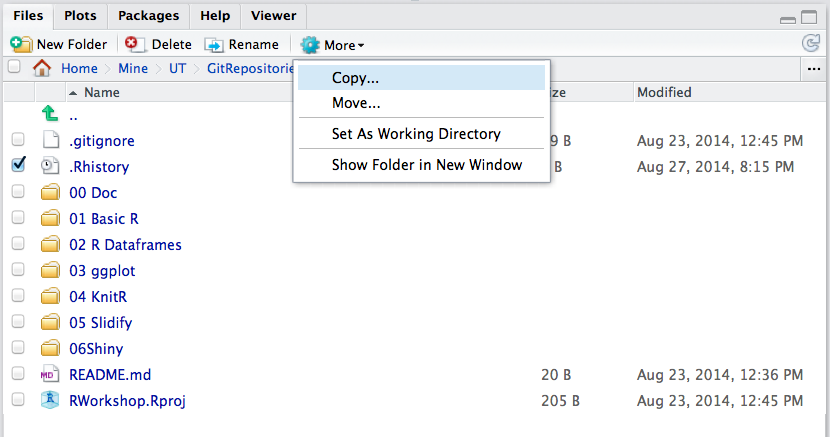 Files Plots Packages Help Viewer
New Folder Delete Rename More
Home Mine UT GitRepositorie ...
Copy...
Name ze Modified
Move...
..
Set As Working Directory
.gitignore 9 B Aug 23, 2014, 12:45 PM
Show Folder in New Window
.Rhistory B Aug 27, 2014, 8:15 PM
00 Doc
01 Basic R
02 R Dataframes
03 ggplot
04 KnitR
05 Slidify
06Shiny
MD README.md 20 B Aug 23, 2014, 12:36 PM
R RWorkshop.Rproj 205 B Aug 23, 2014, 12:45 PM